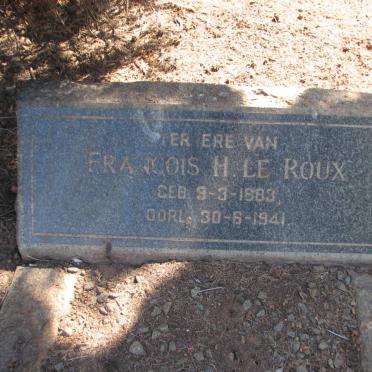 TER ERE VAN
FRANCOIS H. LE ROUX
GEB. 9-3-1883,
OORL. 30-6-1941